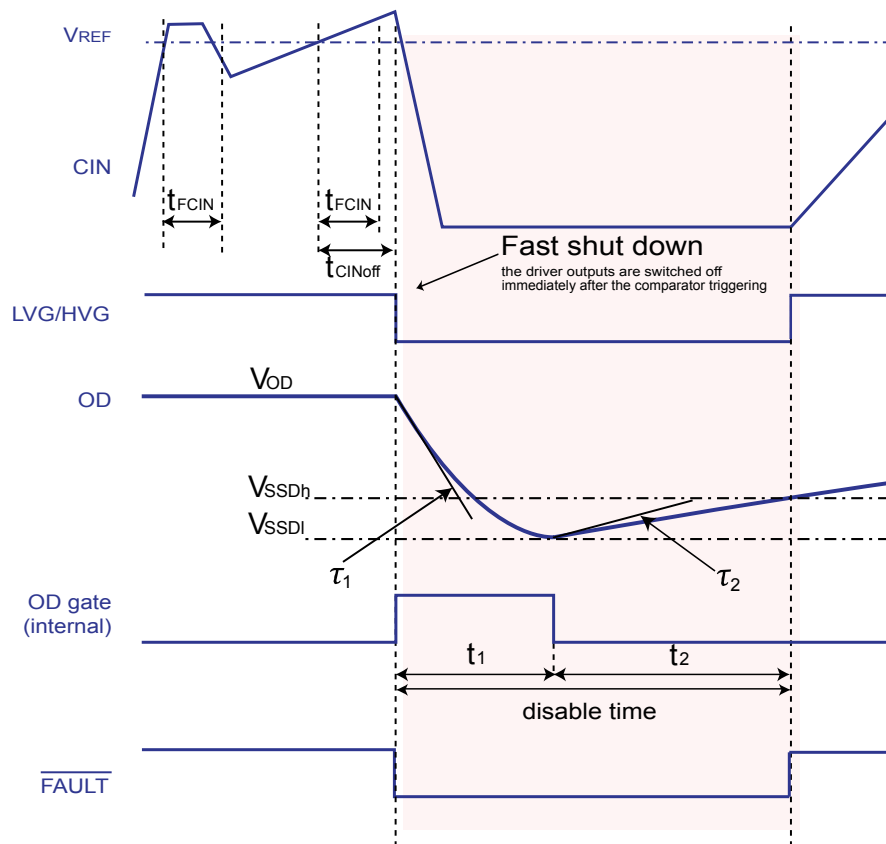 VREF
CIN
tFCIN
tFCIN
tCINoff
Fast shut down
the driver outputs are switched off
immediately after the comparator triggering
LVG/HVG
VOD
OD
VSSDh
VSSDl
τ1
τ2
OD gate
(internal)
t1
t2
disable time
FAULT